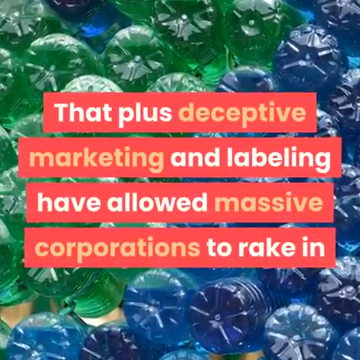 That plus deceptive
marketing and labeling
have allowed massive
corporations to rake in